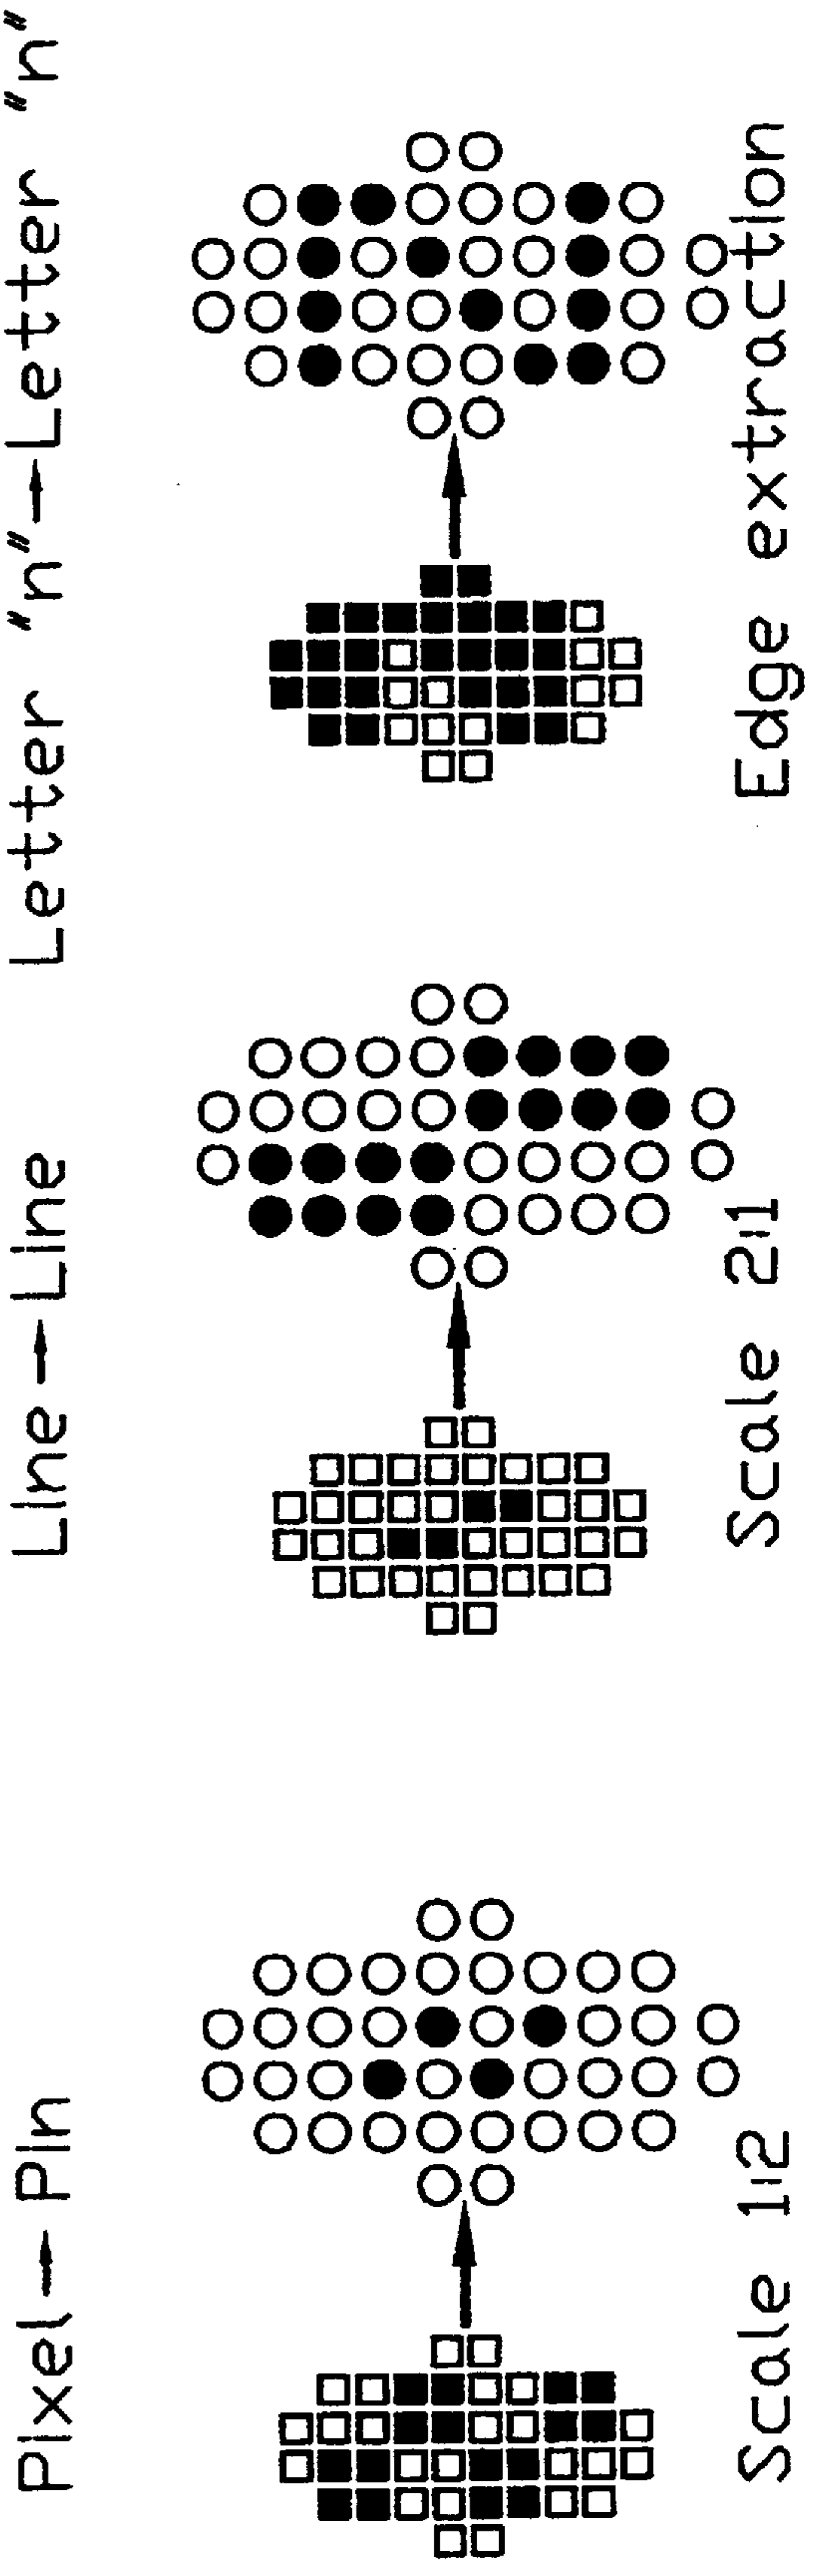 Pixel → Pin
Line → Line
Letter "n" → Letter "n"
Scale 1:2
Scale 2:1
Edge extraction